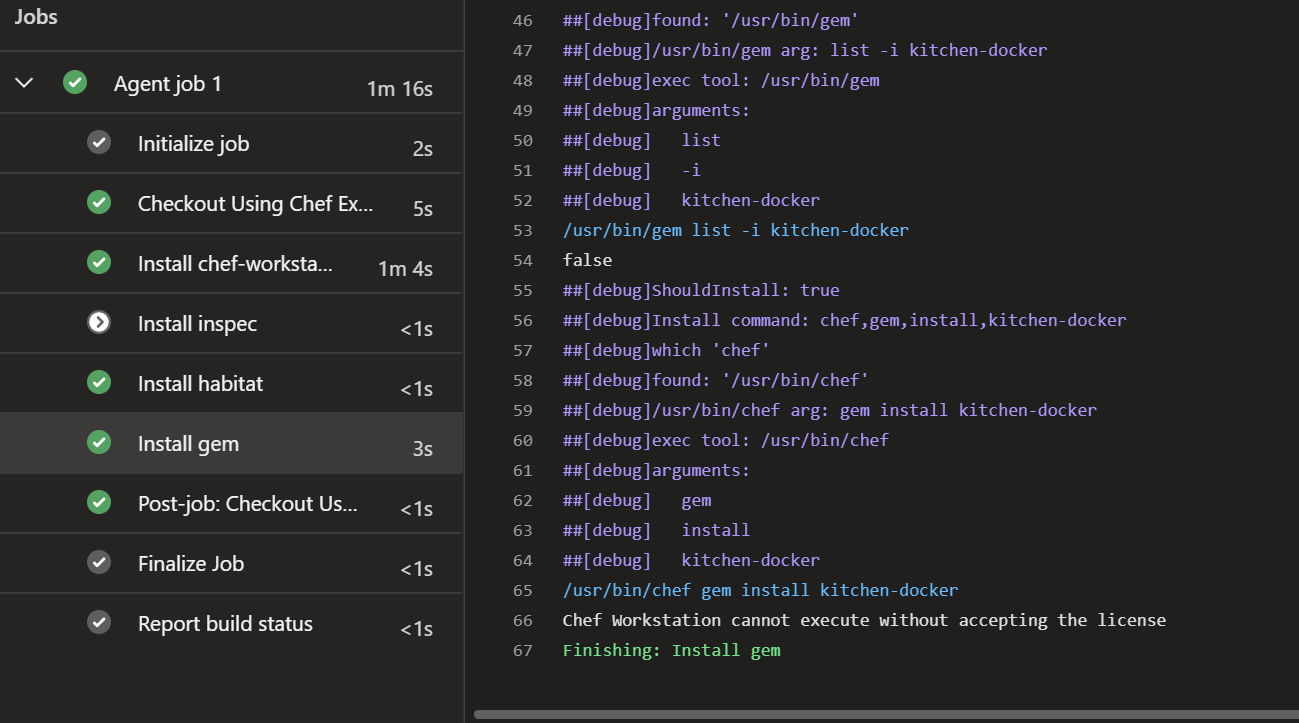 Jobs
Agent job 1
1m 16s
Initialize job
2s
Checkout Using Chef Ex...
5s
Install chef-worksta...
1m 4s
Install inspec
<1s
Install habitat
<1s
Install gem
3s
Post-job: Checkout Us...
<1s
Finalize Job
<1s
Report build status
<1s
46 ##[debug]found: '/usr/bin/gem'
47 ##[debug]/usr/bin/gem arg: list -i kitchen-docker
48 ##[debug]exec tool: /usr/bin/gem
49 ##[debug]arguments:
50 ##[debug]   list
51 ##[debug]   -i
52 ##[debug]   kitchen-docker
53 /usr/bin/gem list -i kitchen-docker
54 false
55 ##[debug]ShouldInstall: true
56 ##[debug]Install command: chef,gem,install,kitchen-docker
57 ##[debug]which 'chef'
58 ##[debug]found: '/usr/bin/chef'
59 ##[debug]/usr/bin/chef arg: gem install kitchen-docker
60 ##[debug]exec tool: /usr/bin/chef
61 ##[debug]arguments:
62 ##[debug]   gem
63 ##[debug]   install
64 ##[debug]   kitchen-docker
65 /usr/bin/chef gem install kitchen-docker
66 Chef Workstation cannot execute without accepting the license
67 Finishing: Install gem